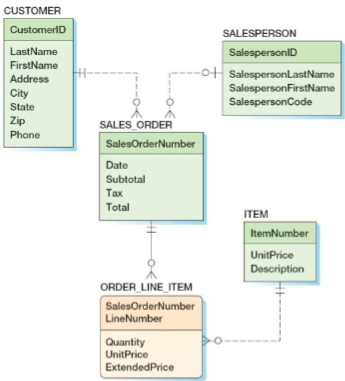 CUSTOMER
CustomerID
LastName
FirstName
Address
City
State
Zip
Phone
SALESPERSON
SalespersonID
SalespersonLastName
SalespersonFirstName
SalespersonCode
SALES_ORDER
SalesOrderNumber
Date
Subtotal
Tax
Total
ITEM
ItemNumber
UnitPrice
Description
ORDER_LINE_ITEM
SalesOrderNumber
LineNumber
Quantity
UnitPrice
ExtendedPrice